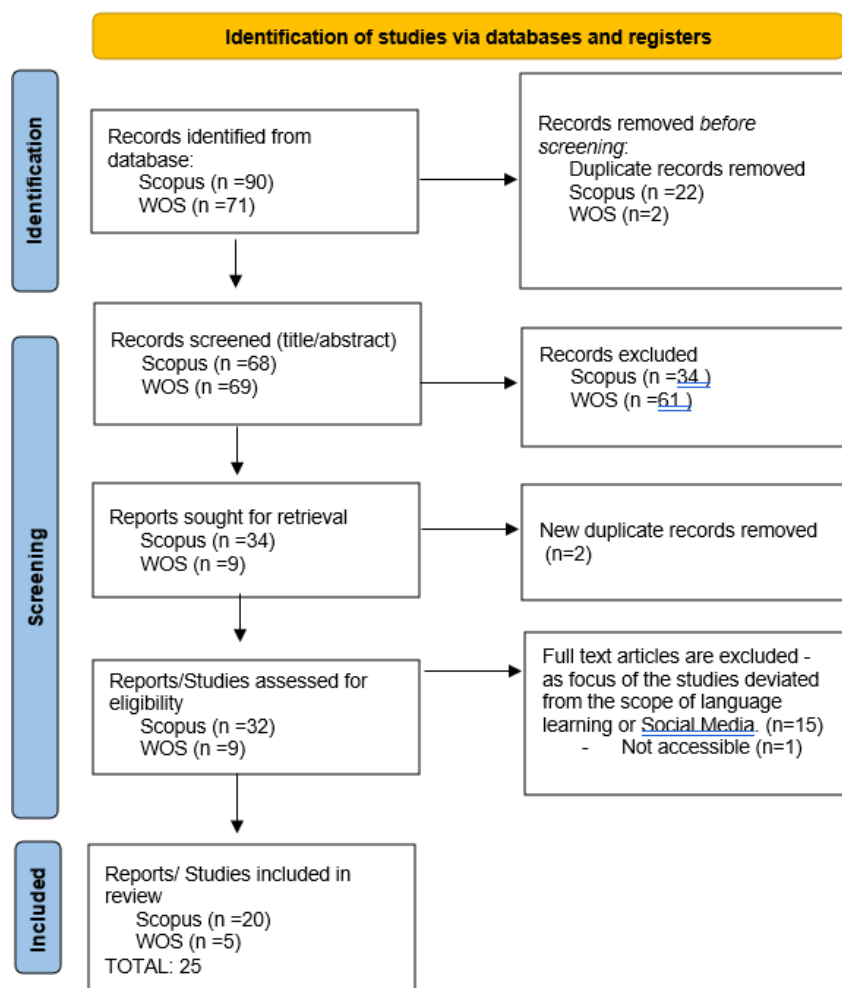 Identification of studies via databases and registers
Identification
Records identified from
database:
Scopus (n =90)
WOS (n =71)
Records removed before
screening:
Duplicate records removed
Scopus (n =22)
WOS (n=2)
Screening
Records screened (title/abstract)
Scopus (n =68)
WOS (n =69)
Records excluded
Scopus (n =34 )
WOS (n =61 )
Reports sought for retrieval
Scopus (n =34)
WOS (n =9)
New duplicate records removed
(n=2)
Reports/Studies assessed for
eligibility
Scopus (n =32)
WOS (n =9)
Full text articles are excluded -
as focus of the studies deviated
from the scope of language
learning or Social Media. (n=15)
- Not accessible (n=1)
Included
Reports/ Studies included in
review
Scopus (n =20)
WOS (n =5)
TOTAL: 25